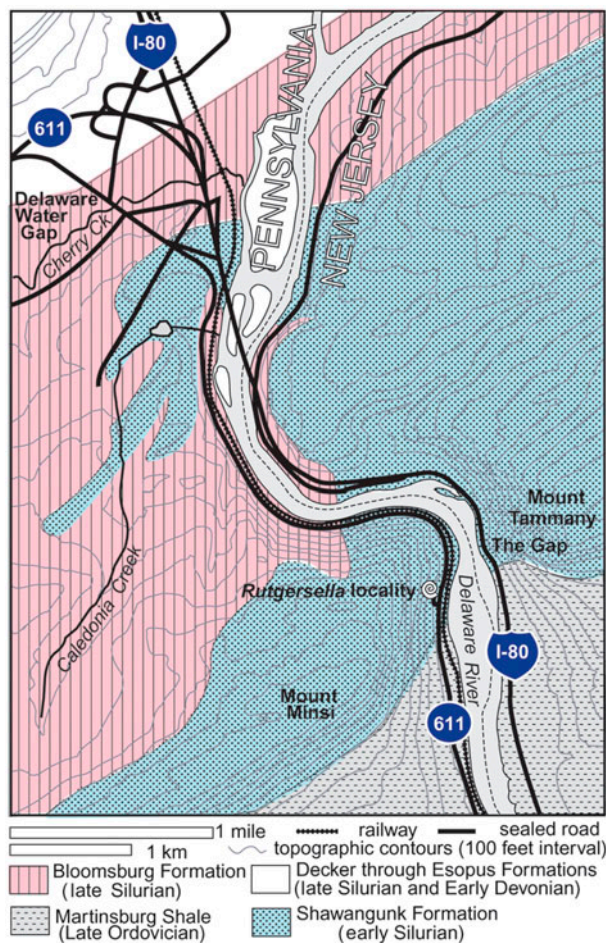 I-80
611
PENNSYLVANIA
NEW JERSEY
Delaware
Water
Gap
Cherry Ck
Mount
Tammany
The Gap
Rutgersella locality
Delaware River
Caledonia Creek
I-80
Mount
Minsi
611
1 mile
railway
sealed road
1 km
topographic contours (100 feet interval)
Bloomsburg Formation
(late Silurian)
Decker through Esopus Formations
(late Silurian and Early Devonian)
Martinsburg Shale
(Late Ordovician)
Shawangunk Formation
(early Silurian)